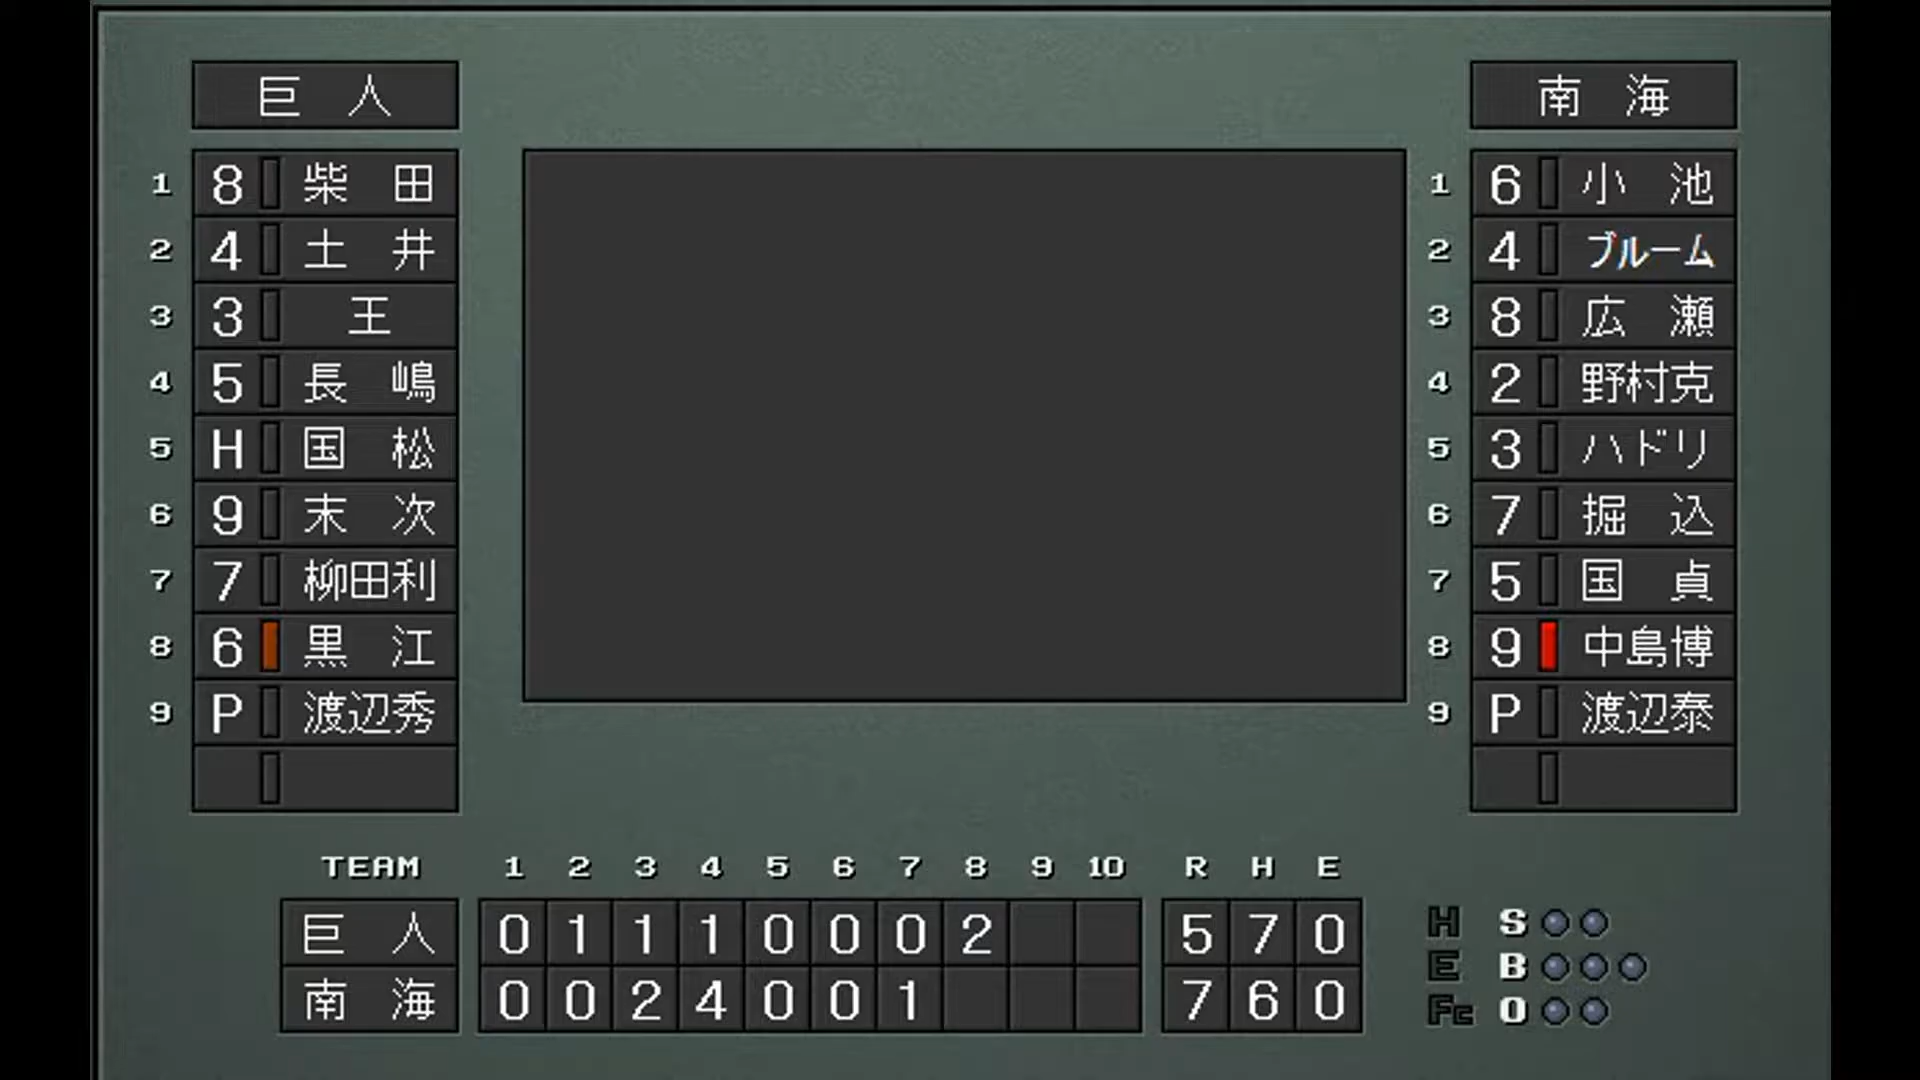 巨 人
1 8 柴 田
2 4 土 井
3 3 王
4 5 長 嶋
5 H 国 松
6 9 末 次
7 7 柳田利
8 6 黒 江
9 P 渡辺秀
南 海
1 6 小 池
2 4 ブルーム
3 8 広 瀬
4 2 野村克
5 3 ハドリ
6 7 掘 込
7 5 国 貞
8 9 中島博
9 P 渡辺泰
TEAM 1 2 3 4 5 6 7 8 9 10 R H E
巨 人 0 1 1 1 0 0 0 2 5 7 0
南 海 0 0 2 4 0 0 1 7 6 0
H S
E B
Fc O